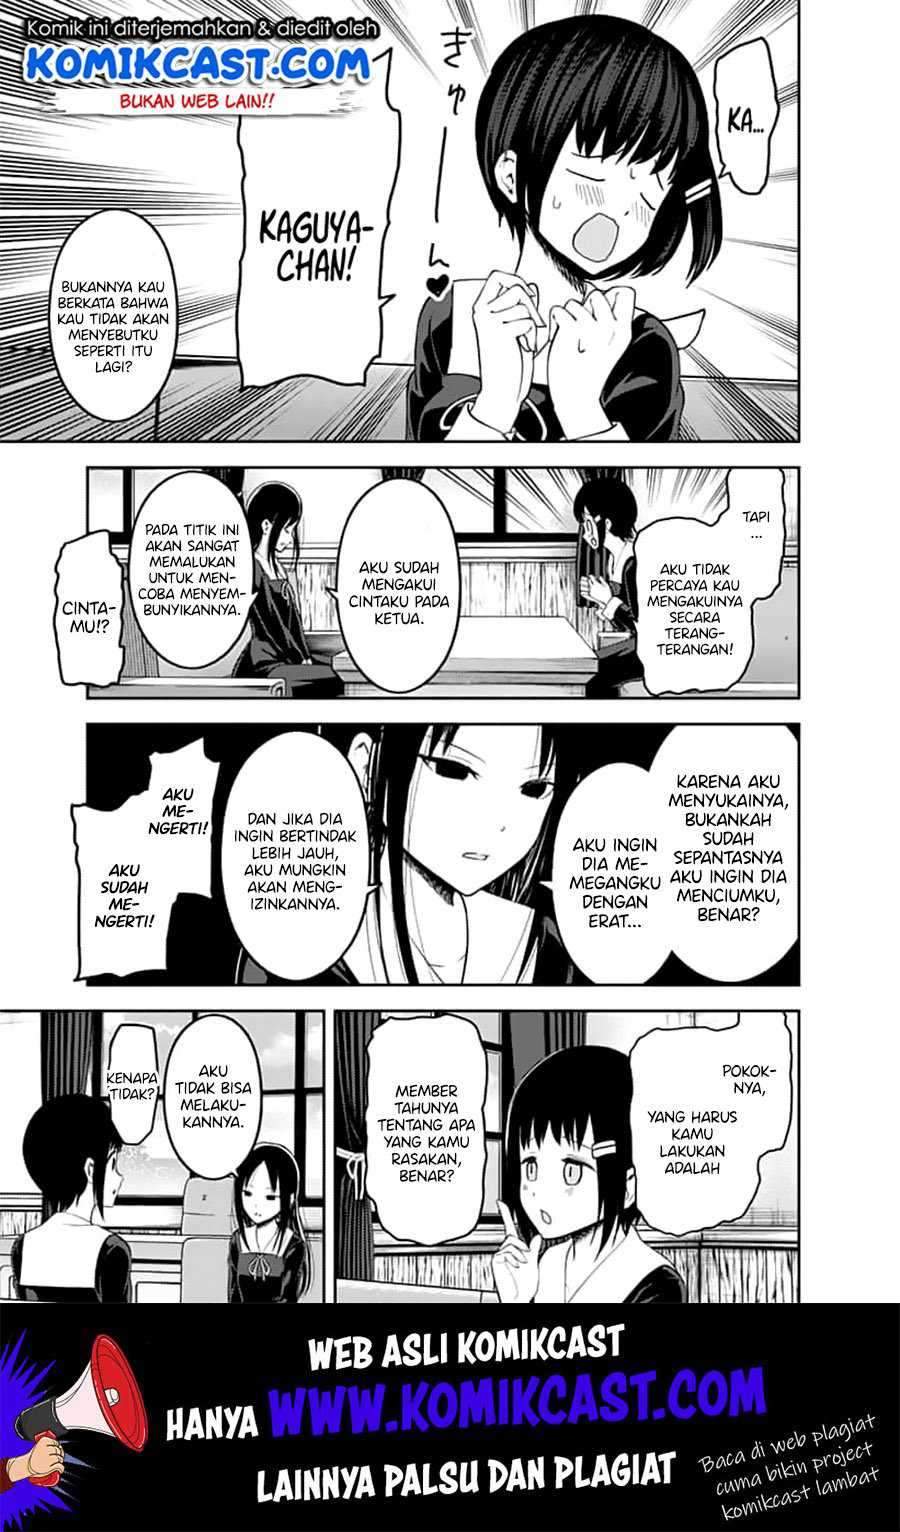 Komik ini diterjemahkan & diedit oleh
KOMIKCAST.COM
BUKAN WEB LAIN!!
KA...
きゅーっ
KAGUYA-
CHAN!
BUKANNYA KAU
BERKATA BAHWA
KAU TIDAK AKAN
MENYEBUTKU
SEPERTI ITU
LAGI?
TAPI
...
AKU TIDAK
PERCAYA KAU
MENGAKUINYA
SECARA
TERANG-
TERANGAN!
AKU SUDAH
MENGAKUI
CINTAKU PADA
KETUA.
PADA TITIK INI
AKAN SANGAT
MEMALUKAN
UNTUK MEN-
COBA MENYEM-
BUNYIKANNYA.
CINTA-
MU!?
KARENA AKU
MENYUKAINYA,
BUKANKAH
SUDAH
SEPANTASNYA
AKU INGIN DIA
MENCIUMKU,
BENAR?
AKU INGIN
DIA ME-
MEGANGKU
DENGAN
ERAT...
DAN JIKA DIA
INGIN BERTINDAK
LEBIH JAUH,
AKU MUNGKIN
AKAN MENG-
IZINKANNYA.
AKU
ME-
NGERTI!
AKU
SUDAH
ME-
NGERTI!
POKOK-
NYA,
YANG HARUS
KAMU
LAKUKAN
ADALAH
MEMBER
TAHUNYA
TENTANG APA
YANG KAMU
RASAKAN,
BENAR?
AKU
TIDAK BISA
MELAKU-
KANNYA.
KENAPA
TIDAK?
WEB ASLI KOMIKCAST
HANYA WWW.KOMIKCAST.COM
LAINNYA PALSU DAN PLAGIAT
Baca di web plagiat
cuma bikin project
komikcast lambat